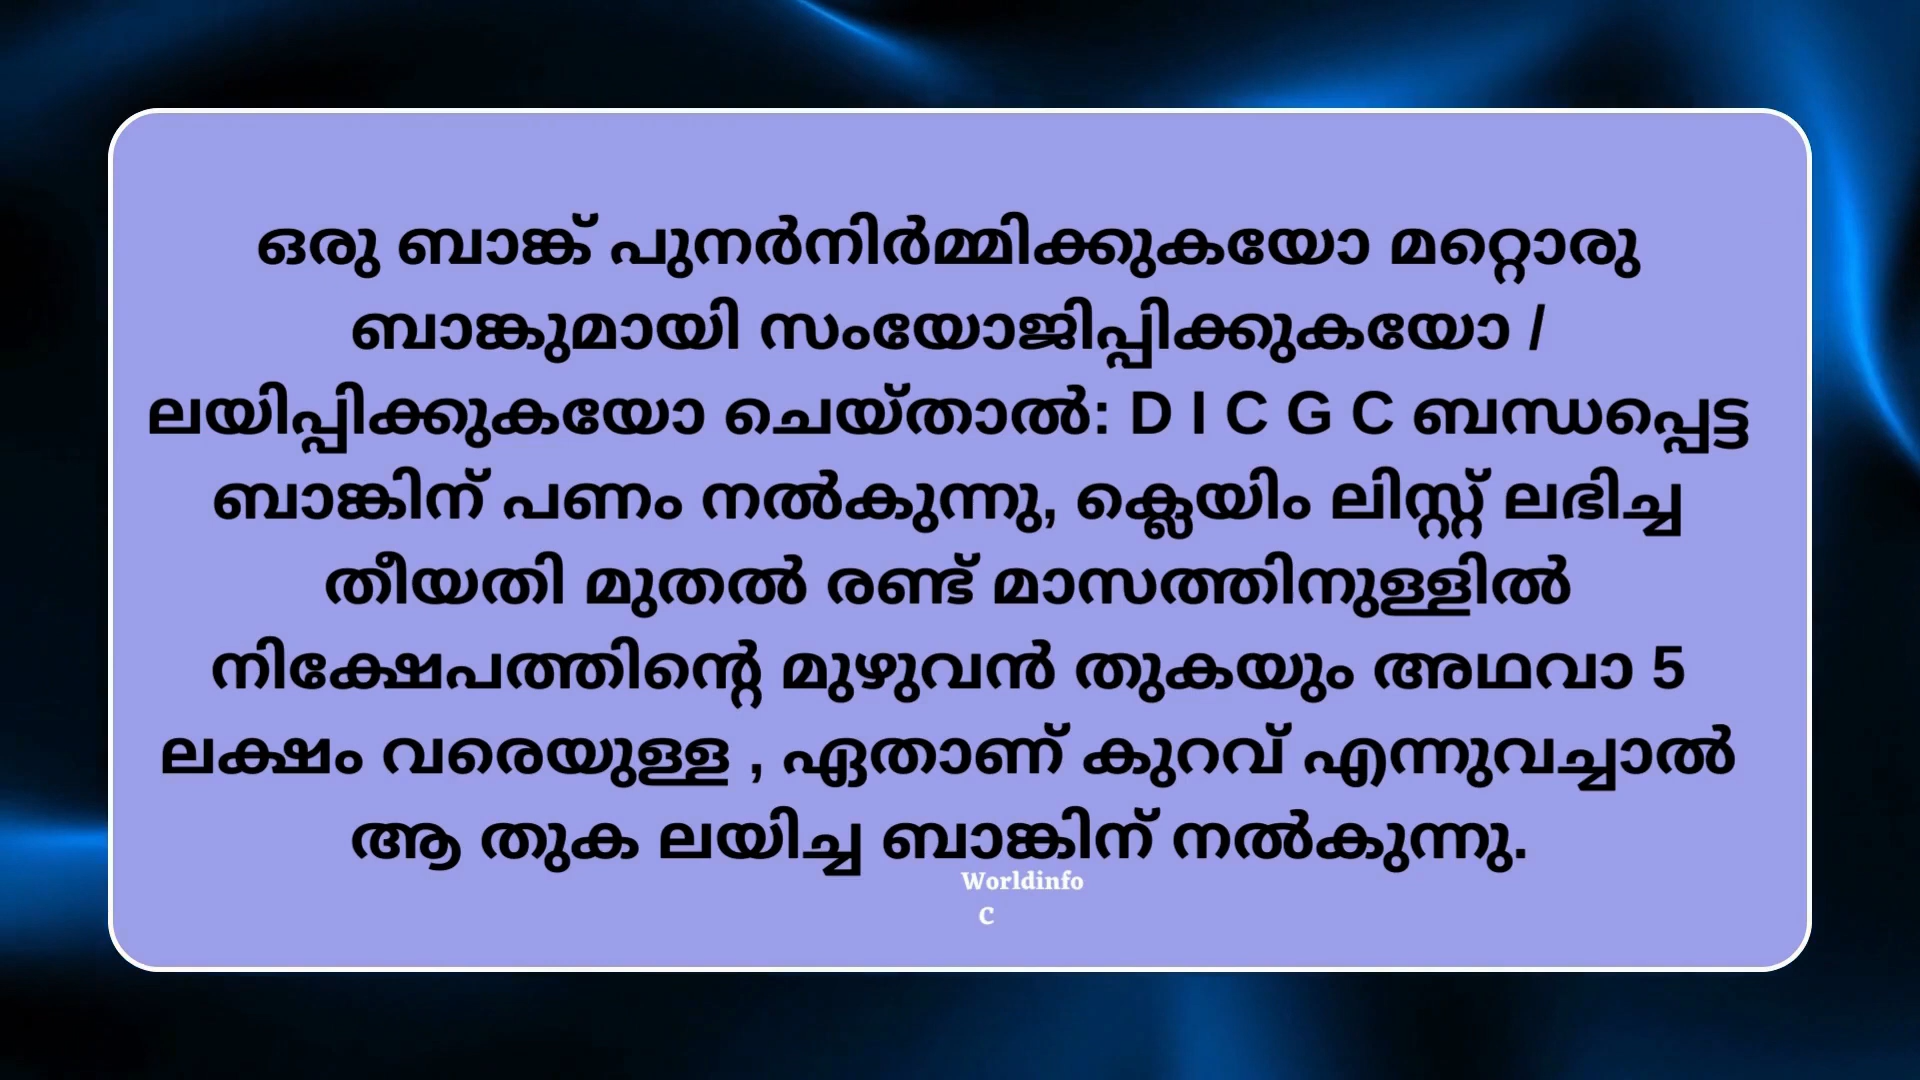 ഒരു ബാങ്ക് പുനർനിർമ്മിക്കുകയോ മറ്റൊരു
ബാങ്കുമായി സംയോജിപ്പിക്കുകയോ /
ലയിപ്പിക്കുകയോ ചെയ്താൽ: D I C G C ബന്ധപ്പെട്ട
ബാങ്കിന് പണം നൽകുന്നു, ക്ലെയിം ലിസ്റ്റ് ലഭിച്ച
തീയതി മുതൽ രണ്ട് മാസത്തിനുള്ളിൽ
നിക്ഷേപത്തിന്റെ മുഴുവൻ തുകയും അഥവാ 5
ലക്ഷം വരെയുള്ള , ഏതാണ് കുറവ് എന്നുവച്ചാൽ
ആ തുക ലയിച്ച ബാങ്കിന് നൽകുന്നു.
Worldinfo
C